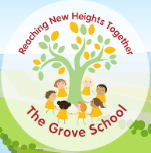 Reaching New Heights Together
The Grove School